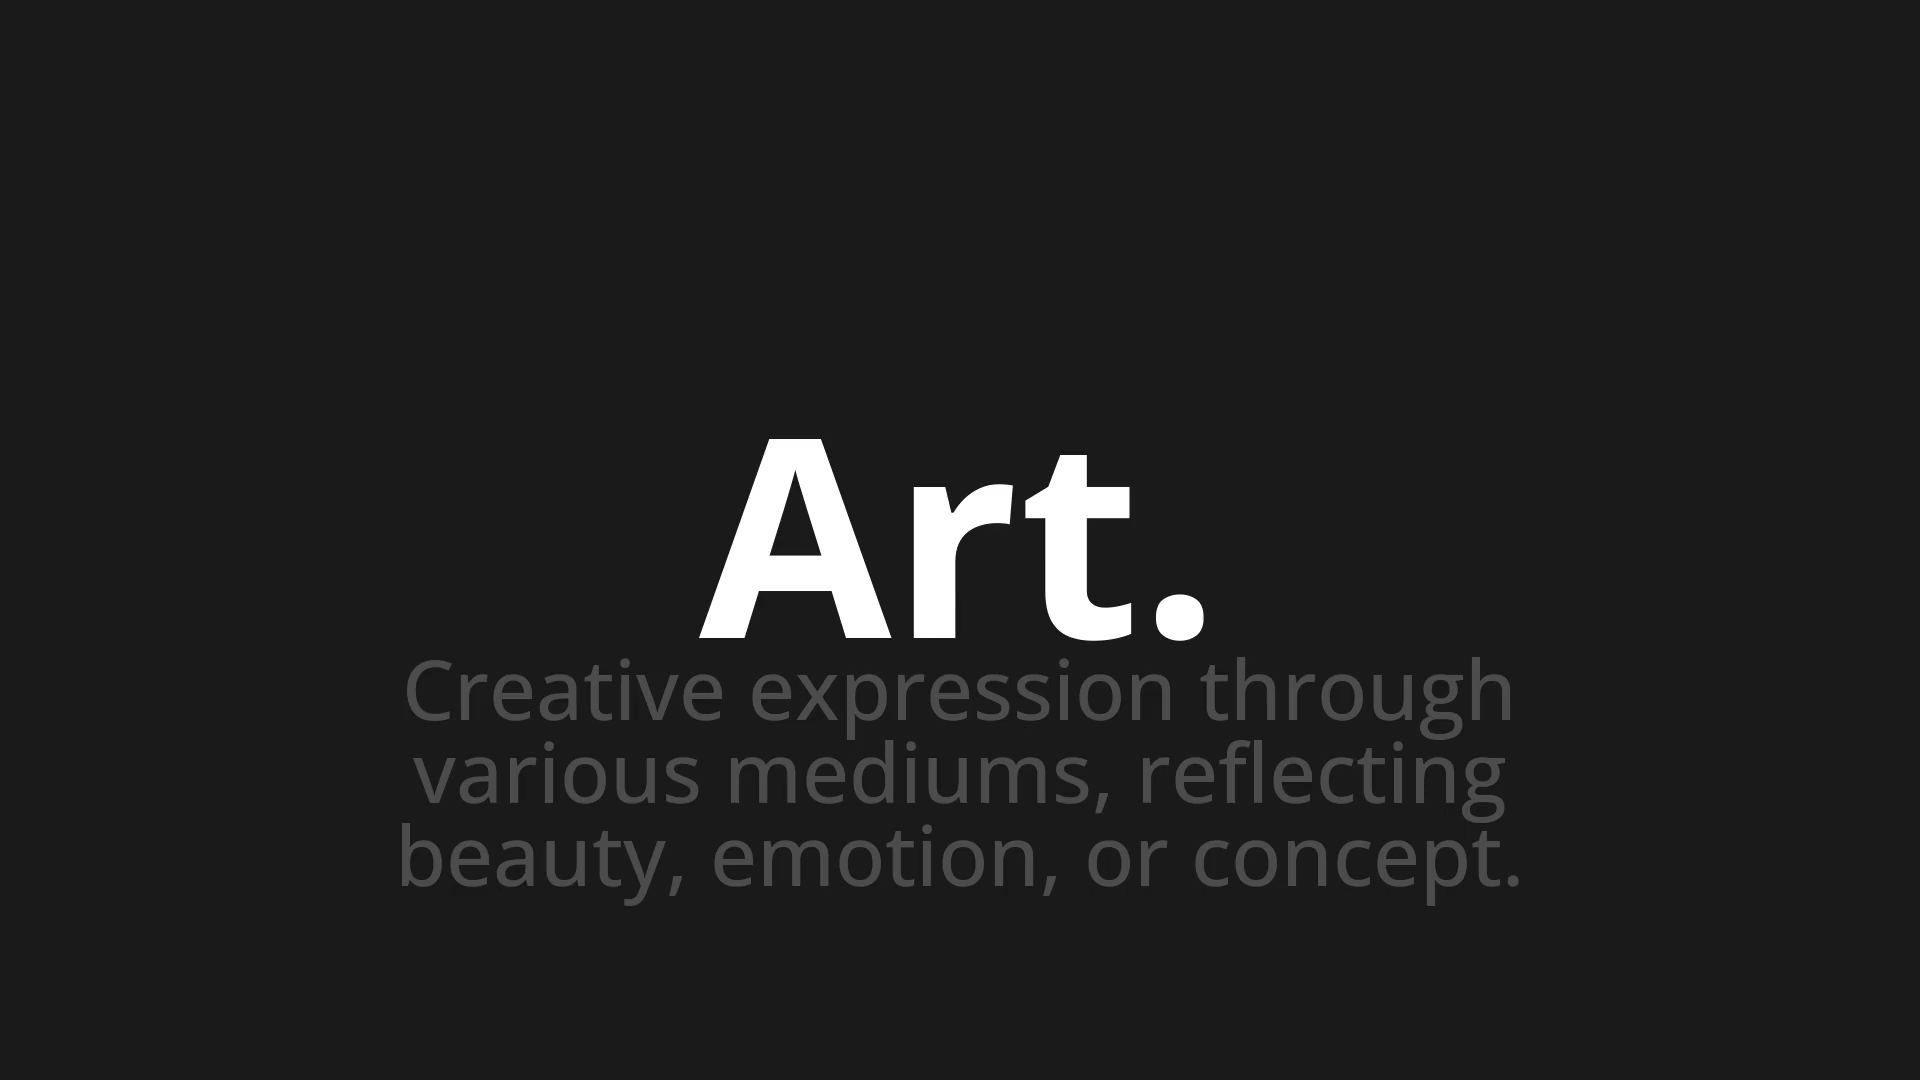 Art.
Creative expression through
various mediums, reflecting
beauty, emotion, or concept.